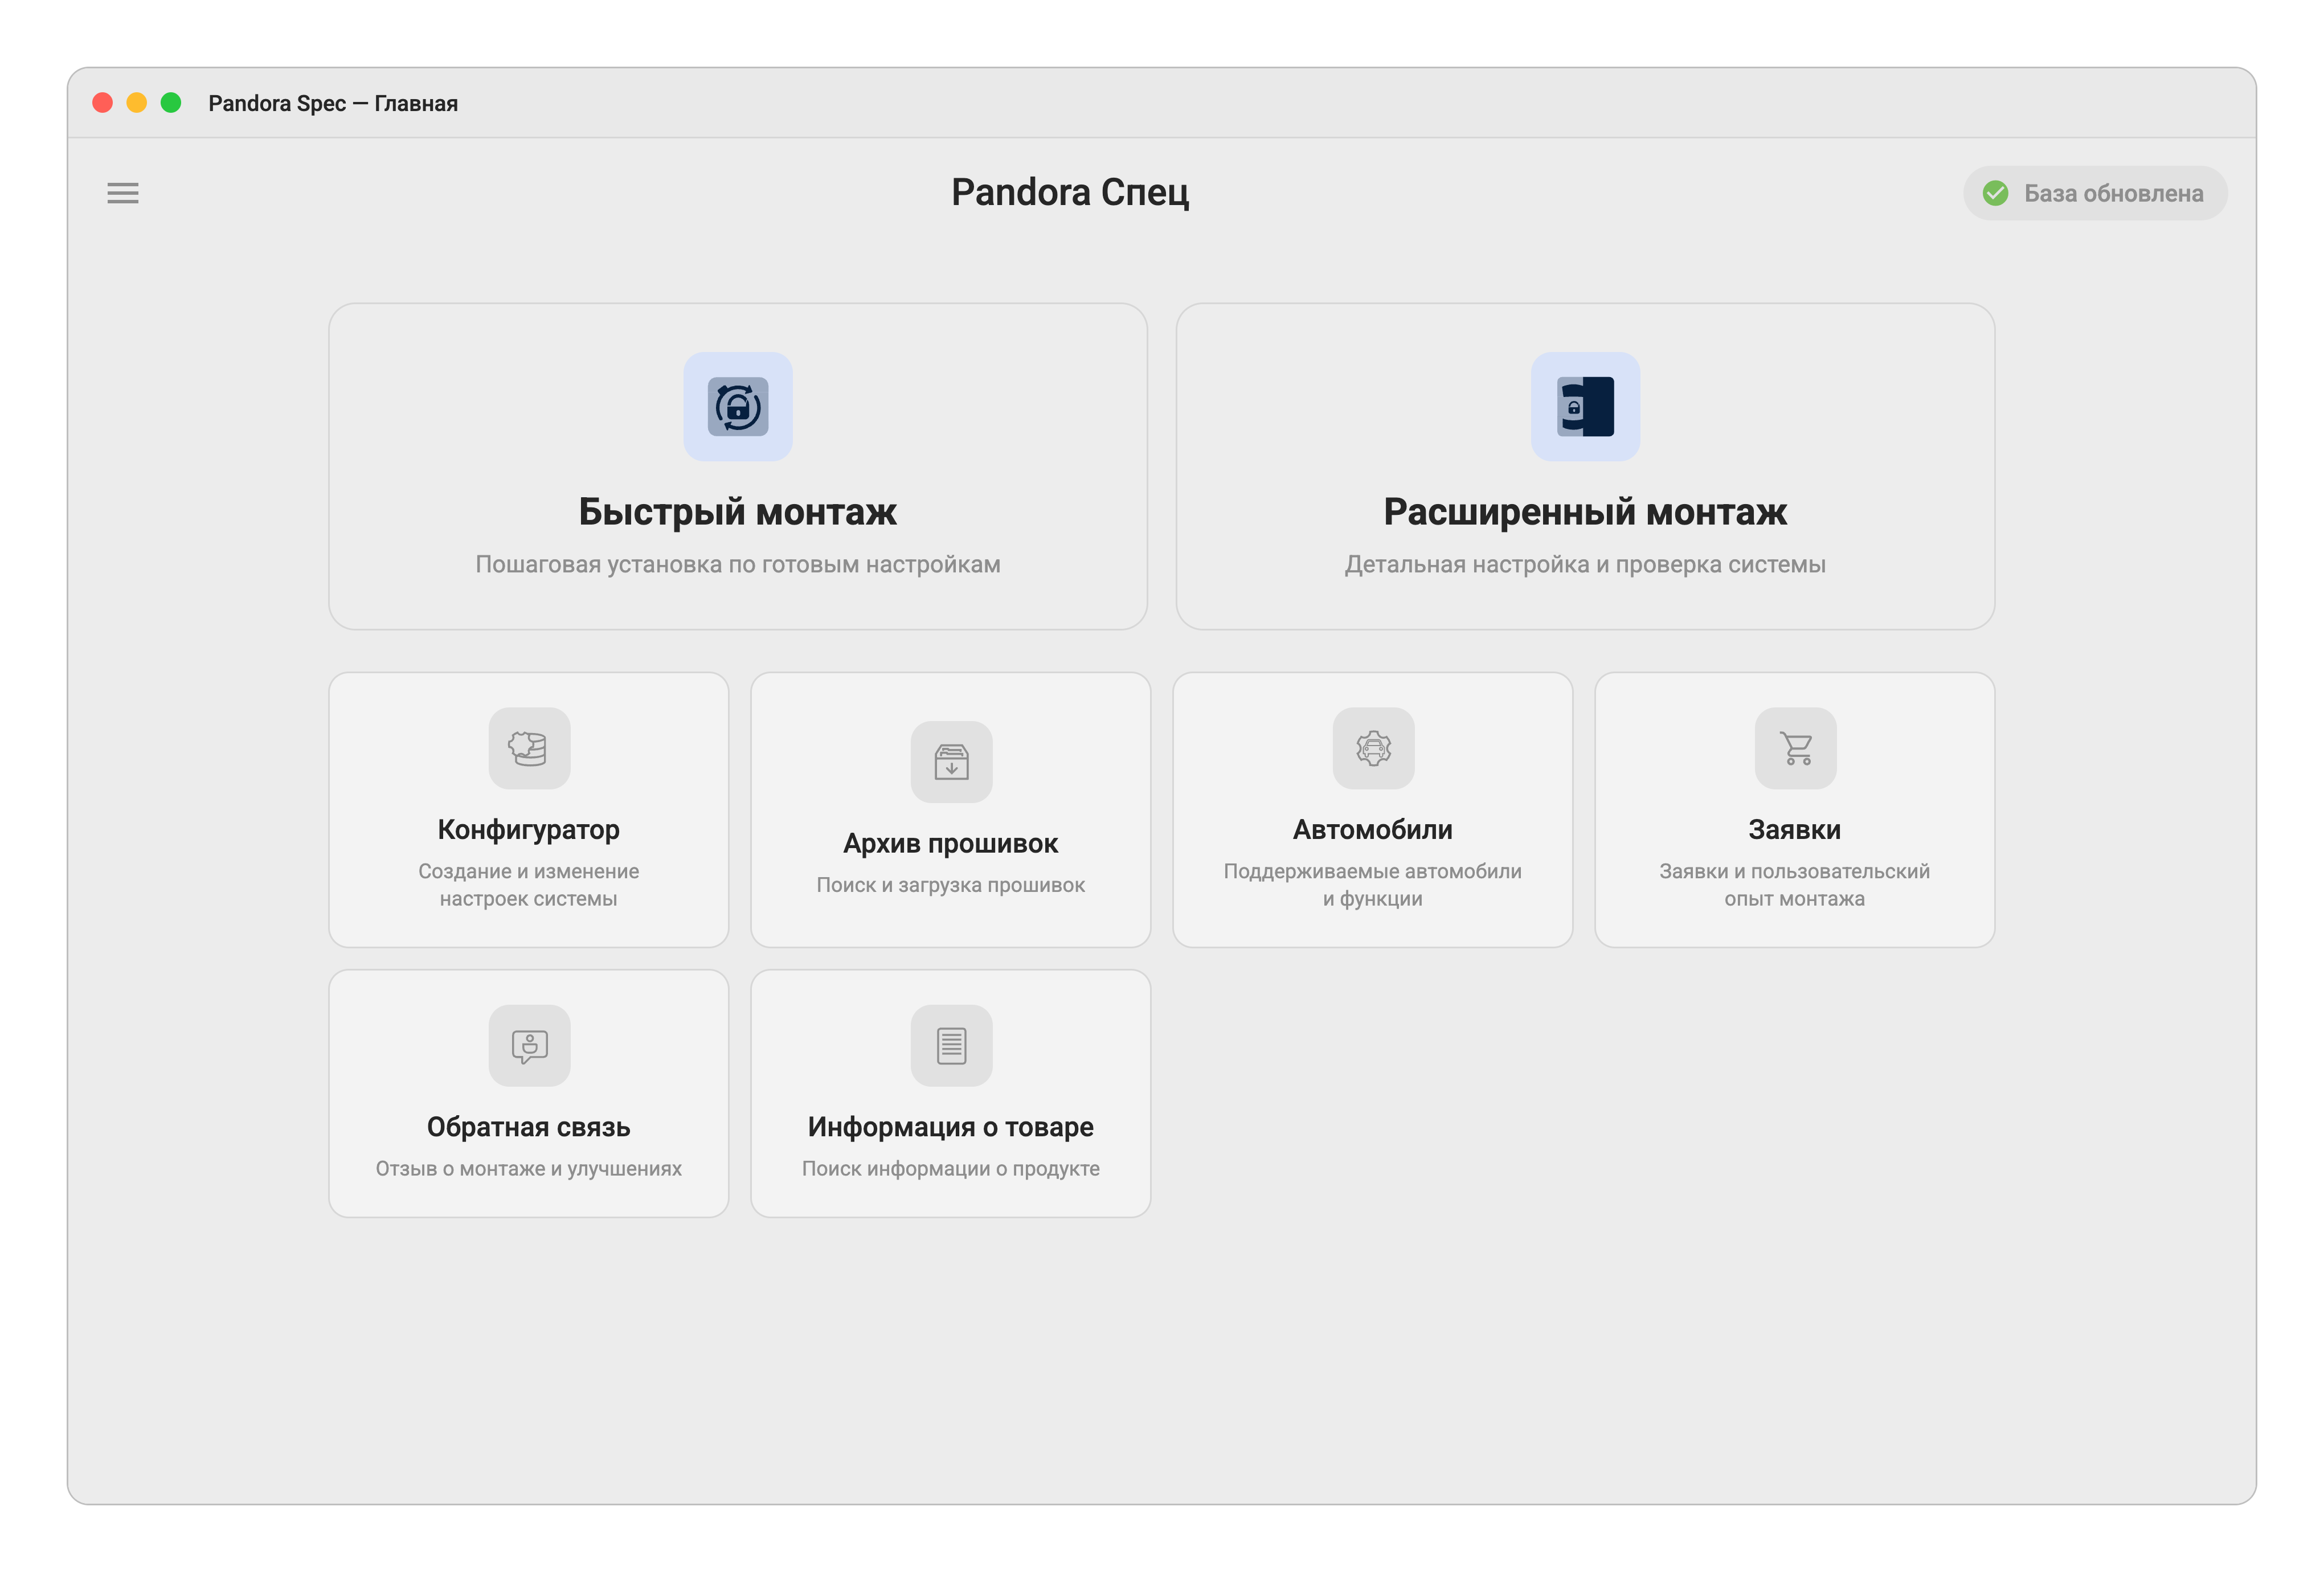 Pandora Spec — Главная
Pandora Спец
База обновлена
Быстрый монтаж
Пошаговая установка по готовым настройкам
Расширенный монтаж
Детальная настройка и проверка системы
Конфигуратор
Создание и изменение
настроек системы
Архив прошивок
Поиск и загрузка прошивок
Автомобили
Поддерживаемые автомобили
и функции
Заявки
Заявки и пользовательский
опыт монтажа
Обратная связь
Отзыв о монтаже и улучшениях
Информация о товаре
Поиск информации о продукте